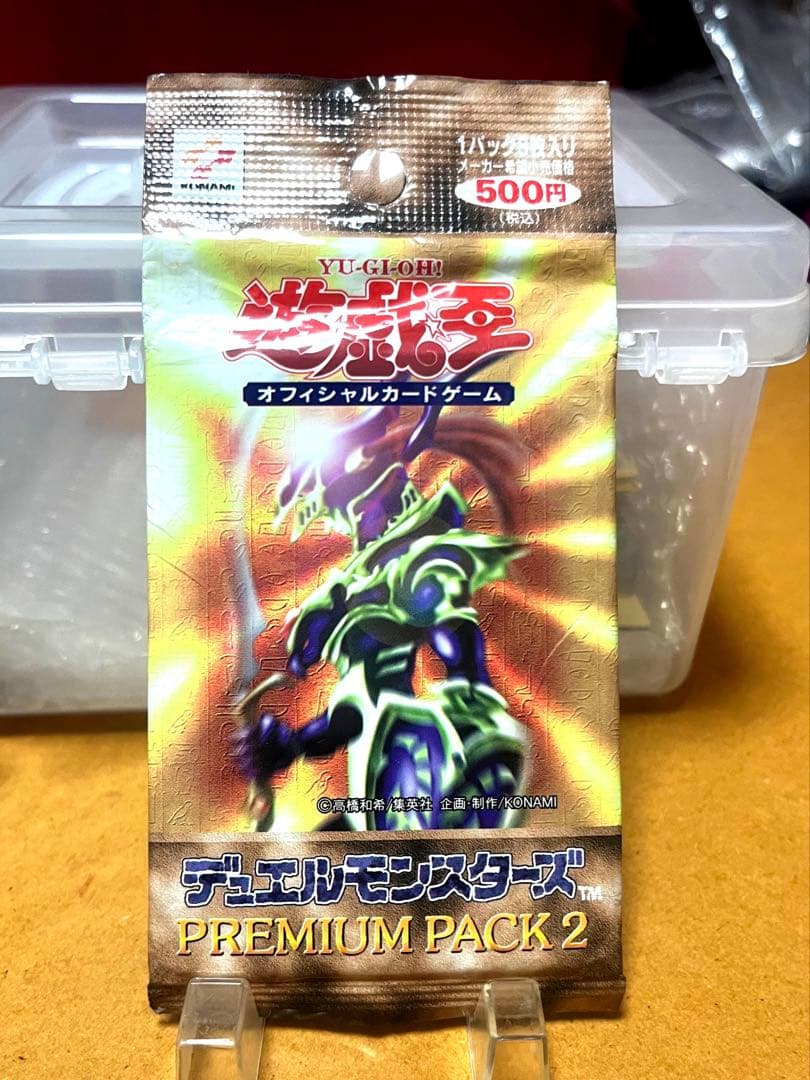 KONAMI
1パック5枚入り
メーカー希望小売価格
500円
(税込)
YU-GI-OH!
遊戯王
オフィシャルカードゲーム
©高橋和希/集英社 企画・制作/KONAMI
デュエルモンスターズ™
PREMIUM PACK 2